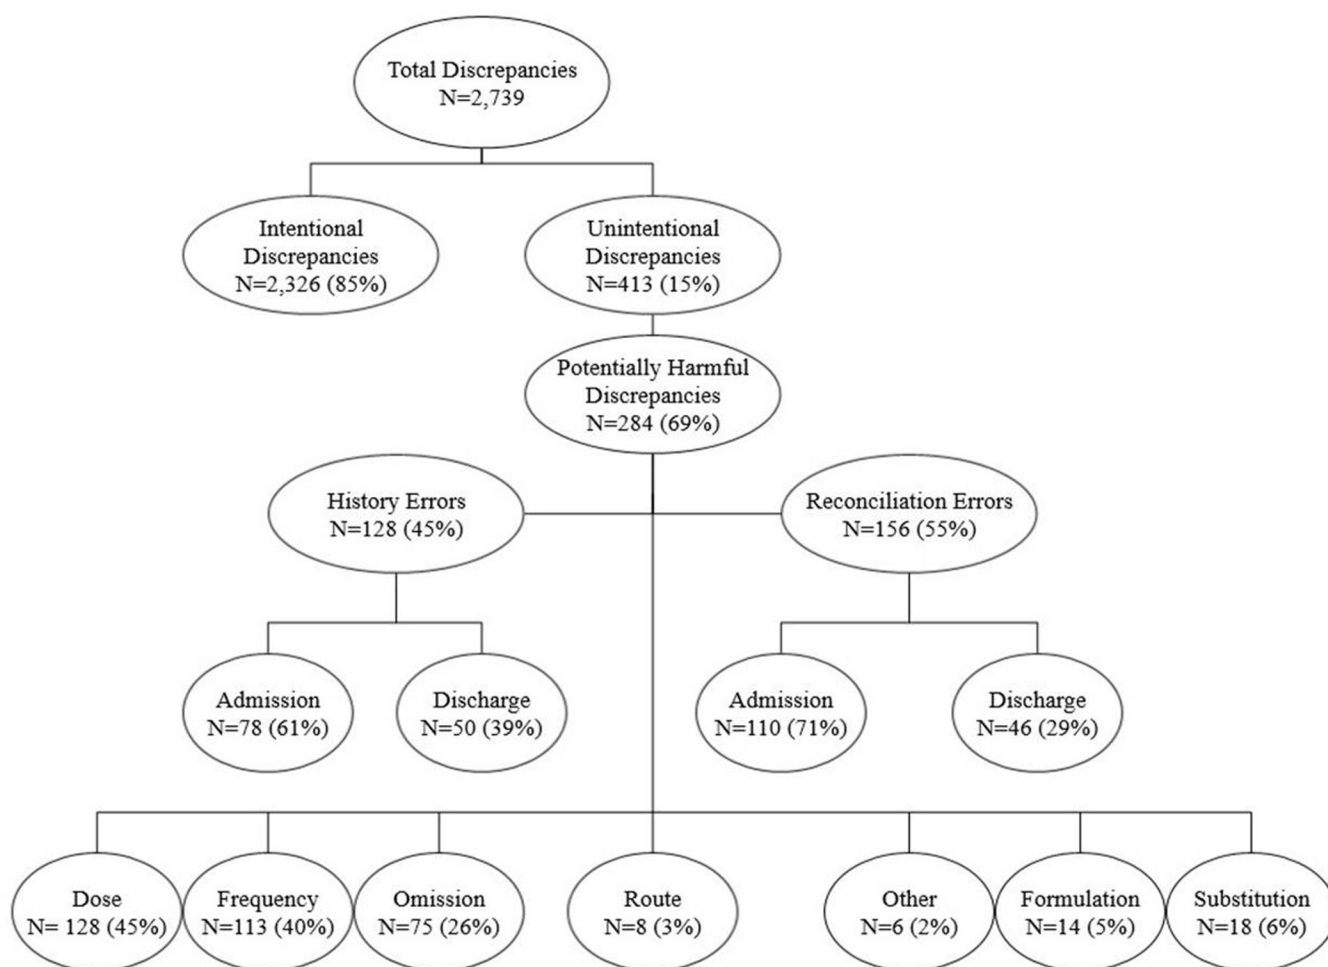 Total Discrepancies
N=2,739
Intentional
Discrepancies
N=2,326 (85%)
Unintentional
Discrepancies
N=413 (15%)
Potentially Harmful
Discrepancies
N=284 (69%)
History Errors
N=128 (45%)
Reconciliation Errors
N=156 (55%)
Admission
N=78 (61%)
Discharge
N=50 (39%)
Admission
N=110 (71%)
Discharge
N=46 (29%)
Dose
N= 128 (45%)
Frequency
N=113 (40%)
Omission
N=75 (26%)
Route
N=8 (3%)
Other
N=6 (2%)
Formulation
N=14 (5%)
Substitution
N=18 (6%)